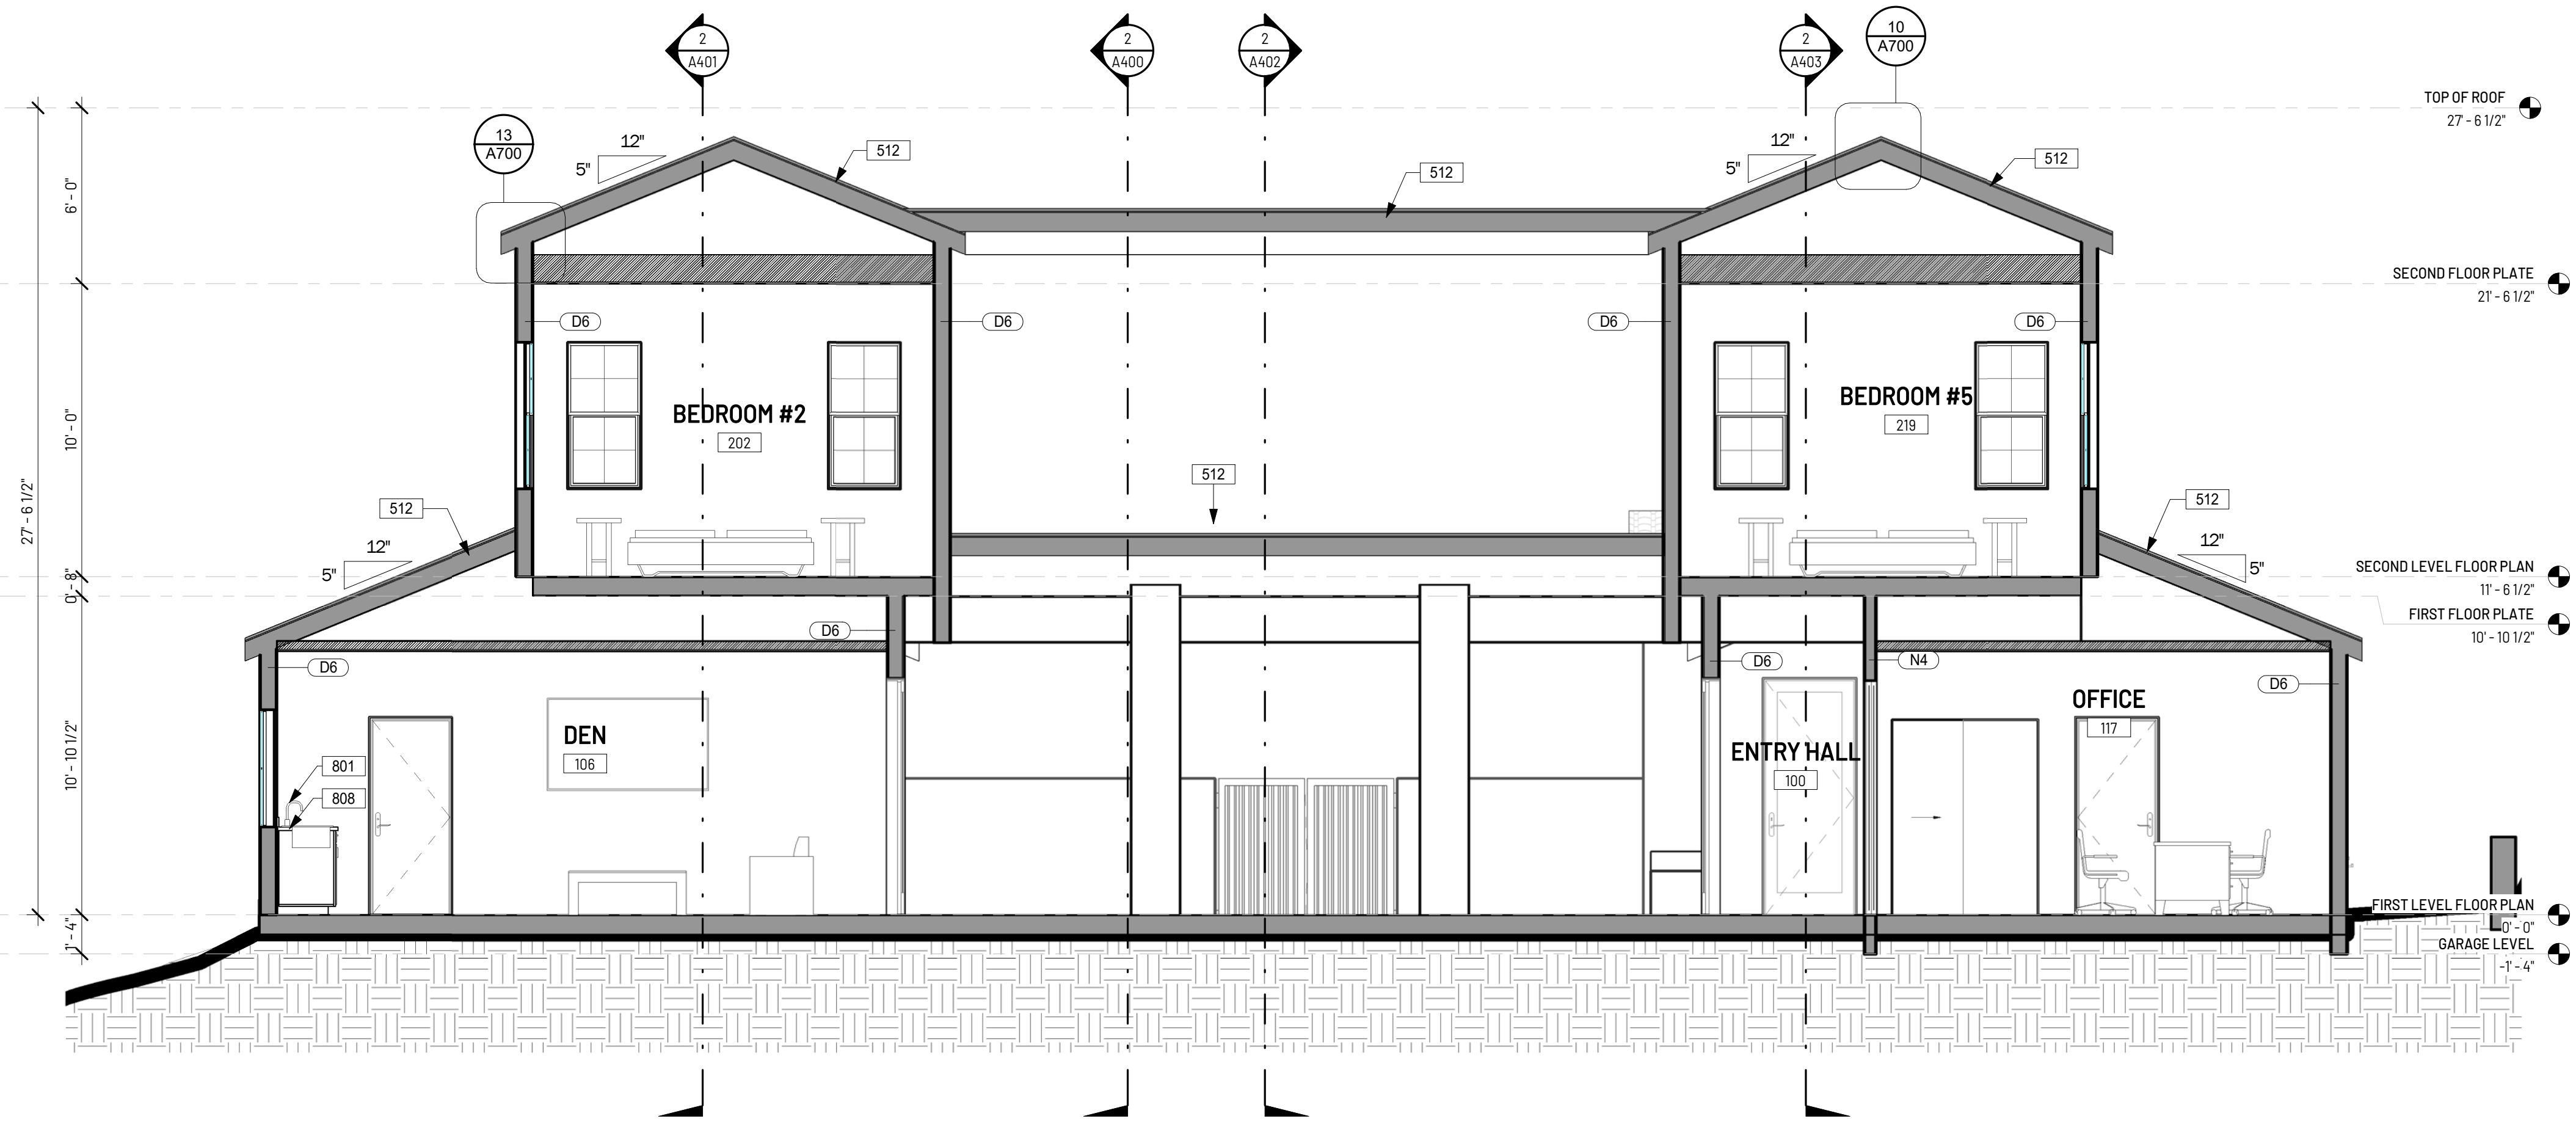 2
A401
2
A400
2
A402
2
A403
10
A700
TOP OF ROOF
27' - 6 1/2"
13
A700
12"
5"
512
512
12"
5"
512
6' - 0"
SECOND FLOOR PLATE
21' - 6 1/2"
D6
D6
D6
D6
10' - 0"
BEDROOM #2
202
BEDROOM #5
219
27' - 6 1/2"
512
512
512
12"
5"
12"
5"
0' - 8"
SECOND LEVEL FLOOR PLAN
11' - 6 1/2"
FIRST FLOOR PLATE
10' - 10 1/2"
D6
D6
D6
N4
D6
10' - 10 1/2"
DEN
106
OFFICE
117
ENTRY HALL
100
801
808
FIRST LEVEL FLOOR PLAN
0' - 0"
1' - 4"
GARAGE LEVEL
-1' - 4"